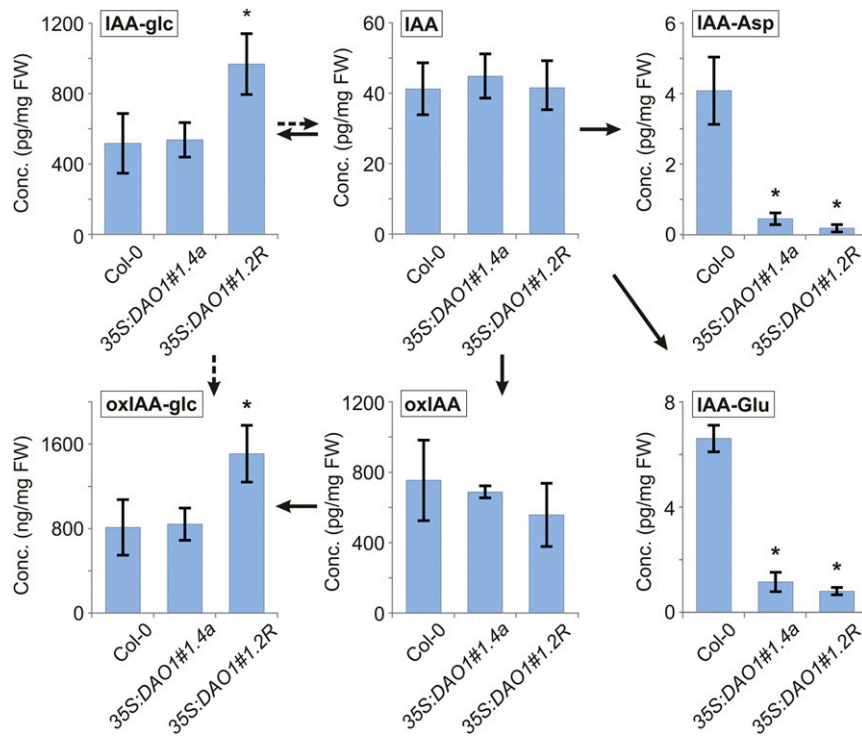 IAA-glc
Conc. (pg/mg FW)
1200
800
400
0
*
Col-0
35S:DAO1#1.4a
35S:DAO1#1.2R
IAA
Conc. (pg/mg FW)
60
40
20
0
Col-0
35S:DAO1#1.4a
35S:DAO1#1.2R
IAA-Asp
Conc. (pg/mg FW)
6
4
2
0
*
*
Col-0
35S:DAO1#1.4a
35S:DAO1#1.2R
oxIAA-glc
Conc. (ng/mg FW)
1600
800
0
*
Col-0
35S:DAO1#1.4a
35S:DAO1#1.2R
oxIAA
Conc. (pg/mg FW)
1200
800
400
0
Col-0
35S:DAO1#1.4a
35S:DAO1#1.2R
IAA-Glu
Conc. (pg/mg FW)
6
3
0
*
*
Col-0
35S:DAO1#1.4a
35S:DAO1#1.2R